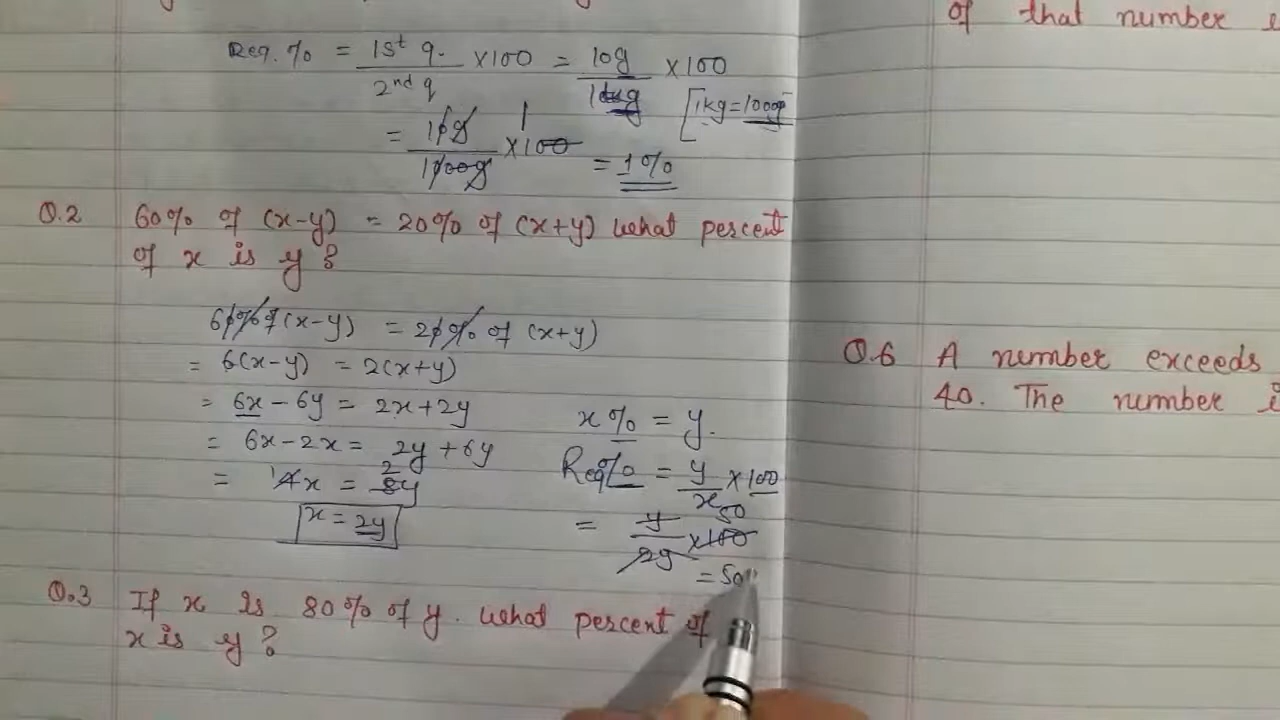 of that number
Req. % = 1st q. / 2nd q × 100 = 10g / 1kg × 100
[1kg = 1000g]
= 10g / 1000g × 100 = 1%
Q.2 60% of (x-y) = 20% of (x+y) what percent
of x is y?
60% of (x-y) = 20% of (x+y)
= 6(x-y) = 2(x+y)
= 6x - 6y = 2x + 2y
= 6x - 2x = 2y + 6y
= 4x = 8y
x = 2y
x% = y.
Req% = y/x × 100
= y/2y × 100
= 50%
Q.3 If x is 80% of y. what percent of
x is y?
Q.6 A number exceeds
40. The number